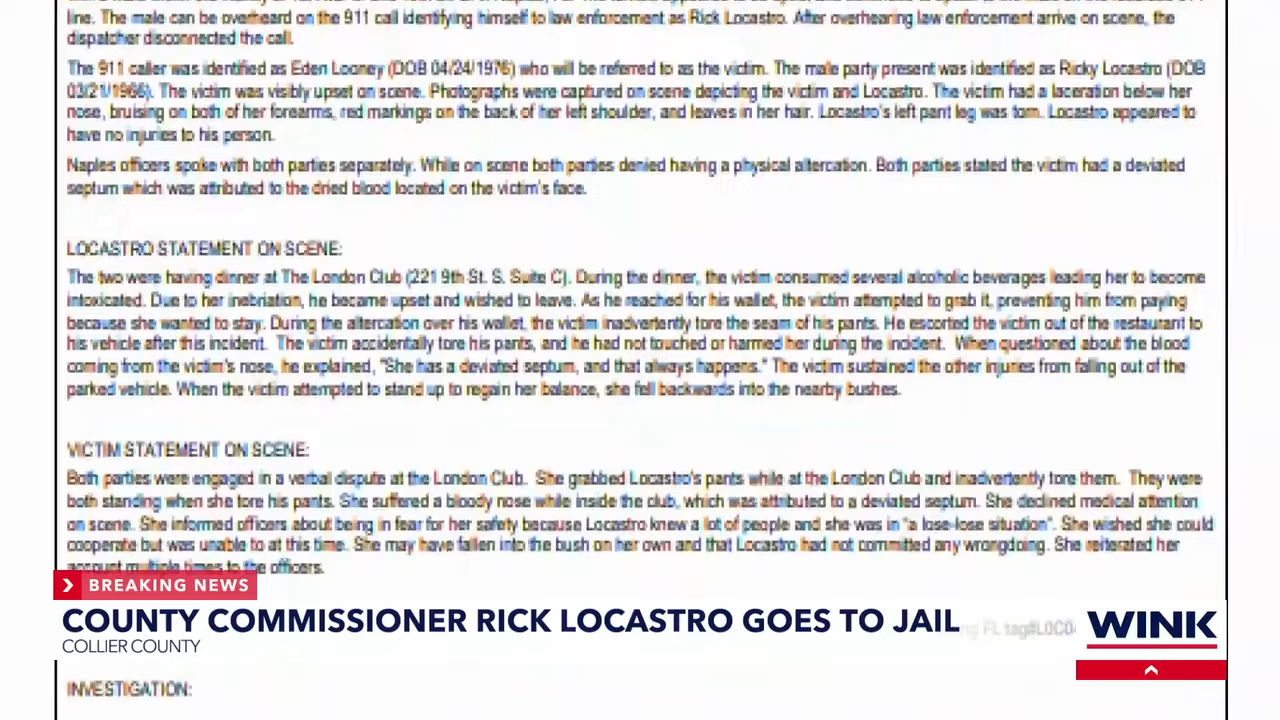 line. The male can be overheard on the 911 call identifying himself to law enforcement as Rick Locastro. After overhearing law enforcement arrive on scene, the
dispatcher disconnected the call.
The 911 caller was identified as Eden Looney (DOB 04/24/1976) who will be referred to as the victim. The male party present was identified as Ricky Locastro (DOB
03/21/1966). The victim was visibly upset on scene. Photographs were captured on scene depicting the victim and Locastro. The victim had a laceration below her
nose, bruising on both of her forearms, red markings on the back of her left shoulder, and leaves in her hair. Locastro's left pant leg was torn. Locastro appeared to
have no injuries to his person.
Naples officers spoke with both parties separately. While on scene both parties denied having a physical altercation. Both parties stated the victim had a deviated
septum which was attributed to the dried blood located on the victim's face.
LOCASTRO STATEMENT ON SCENE:
The two were having dinner at The London Club (221 9th St. S. Suite C). During the dinner, the victim consumed several alcoholic beverages leading her to become
intoxicated. Due to her inebriation, he became upset and wished to leave. As he reached for his wallet, the victim attempted to grab it, preventing him from paying
because she wanted to stay. During the altercation over his wallet, the victim inadvertently tore the seam of his pants. He escorted the victim out of the restaurant to
his vehicle after this incident. The victim accidentally tore his pants, and he had not touched or harmed her during the incident. When questioned about the blood
coming from the victim's nose, he explained, "She has a deviated septum, and that always happens." The victim sustained the other injuries from falling out of the
parked vehicle. When the victim attempted to stand up to regain her balance, she fell backwards into the nearby bushes.
VICTIM STATEMENT ON SCENE:
Both parties were engaged in a verbal dispute at the London Club. She grabbed Locastro's pants while at the London Club and inadvertently tore them. They were
both standing when she tore his pants. She suffered a bloody nose while inside the club, which was attributed to a deviated septum. She declined medical attention
on scene. She informed officers about being in fear for her safety because Locastro knew a lot of people and she was in "a lose-lose situation". She wished she could
cooperate but was unable to at this time. She may have fallen into the bush on her own and that Locastro had not committed any wrongdoing. She reiterated her
account multiple times to the officers.
BREAKING NEWS
COUNTY COMMISSIONER RICK LOCASTRO GOES TO JAIL
FL tag#L0C0
WINK
COLLIER COUNTY
INVESTIGATION: